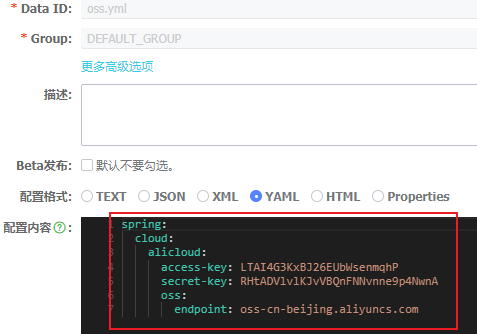 * Data ID: oss.yml
* Group: DEFAULT_GROUP
更多高级选项
描述:
Beta发布: 默认不要勾选。
配置格式: TEXT JSON XML YAML HTML Properties
配置内容 ? :
spring:
cloud:
alicloud:
access-key: LTAI4G3KxBJ26EUbWsenmqhP
secret-key: RHtADVlvlKJvVBQnFNNvnne9p4NwnA
oss:
endpoint: oss-cn-beijing.aliyuncs.com